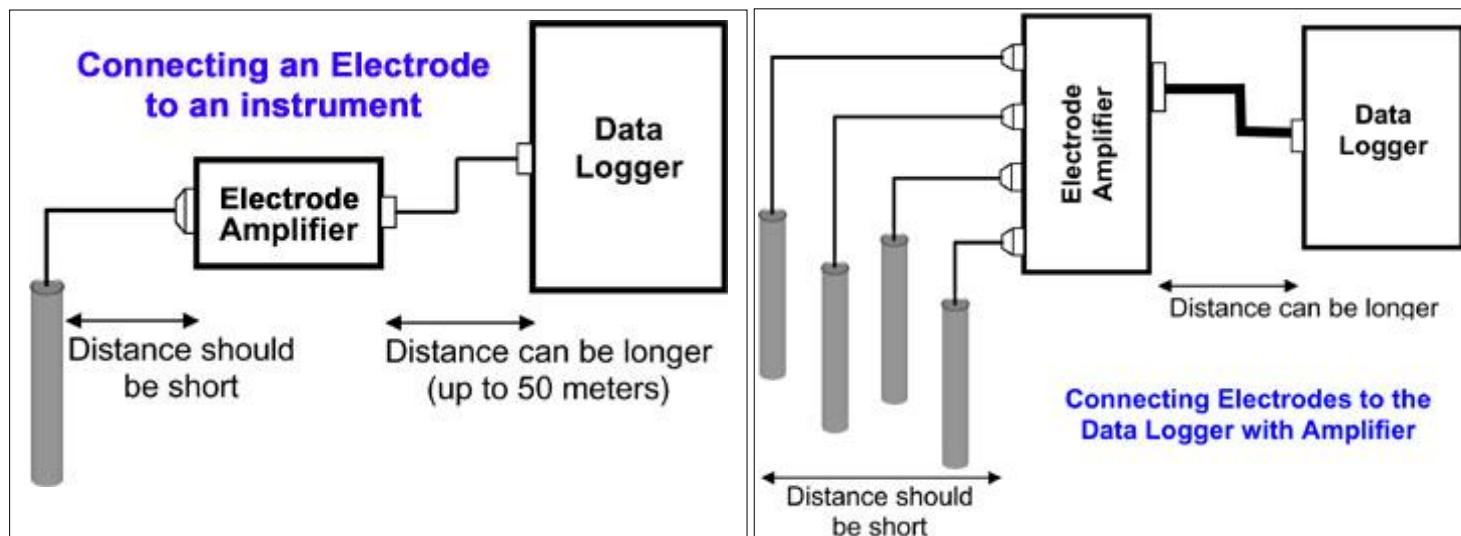 Connecting an Electrode
to an instrument
Data
Logger
Electrode
Amplifier
Distance should
be short
Distance can be longer
(up to 50 meters)
Electrode
Amplifier
Data
Logger
Distance can be longer
Connecting Electrodes to the
Data Logger with Amplifier
Distance should
be short